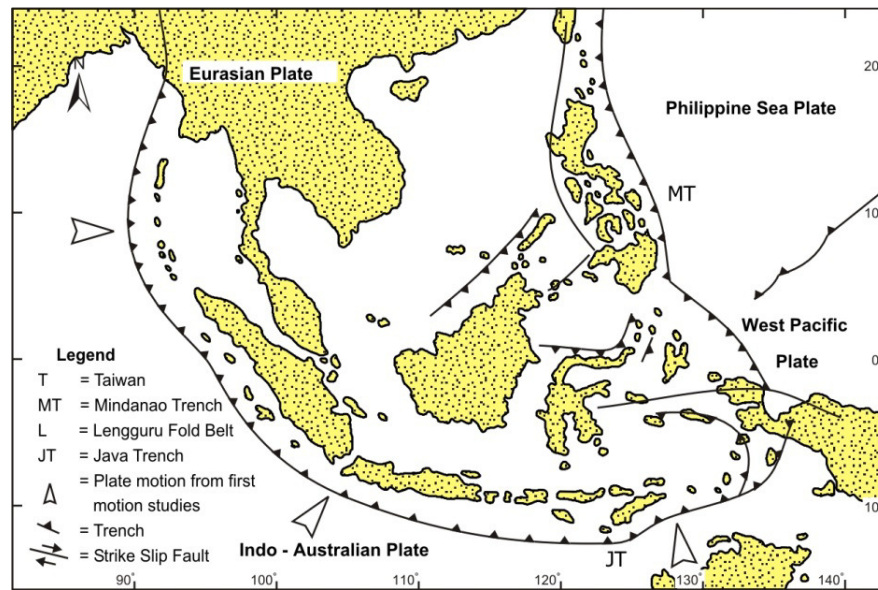 N
Eurasian Plate
20
Philippine Sea Plate
MT
10
West Pacific
Plate
0
Legend
T = Taiwan
MT = Mindanao Trench
L = Lengguru Fold Belt
JT = Java Trench
= Plate motion from first
motion studies
= Trench
= Strike Slip Fault
Indo - Australian Plate
JT
10
90°
100°
110°
120°
130°
140°